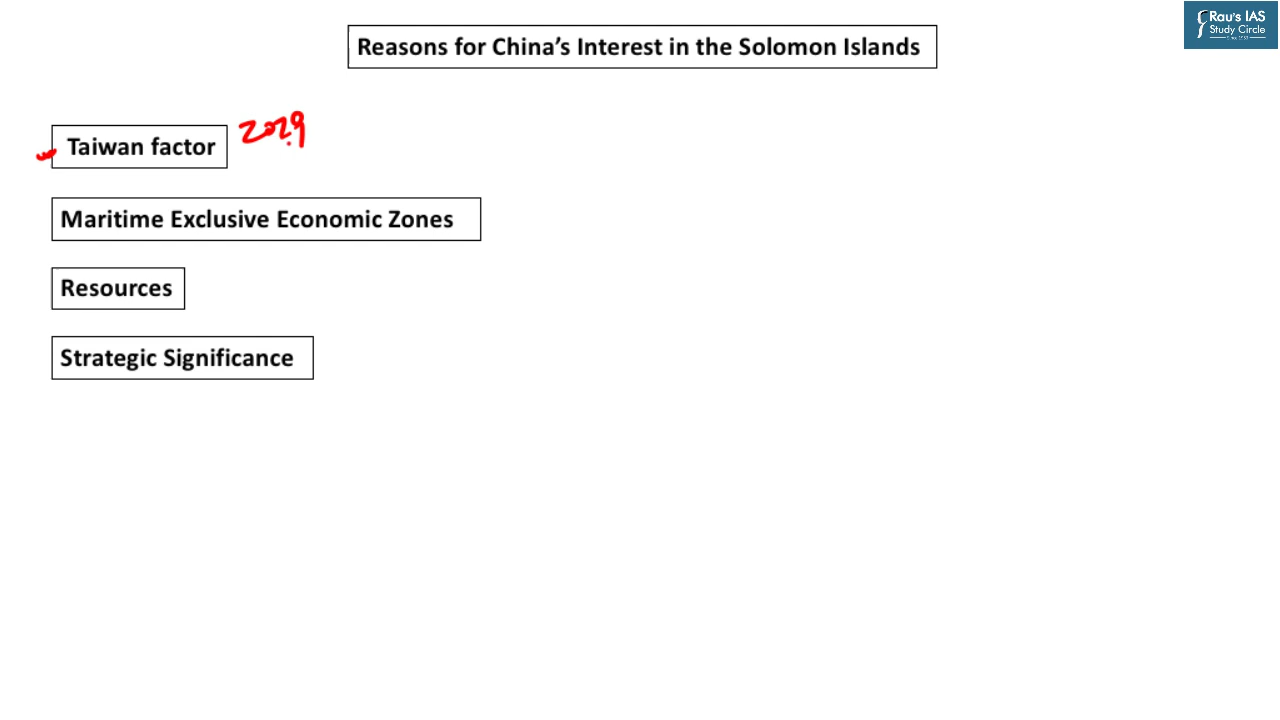 Rau's IAS
Study Circle
Reasons for China's Interest in the Solomon Islands
Taiwan factor
Maritime Exclusive Economic Zones
Resources
Strategic Significance